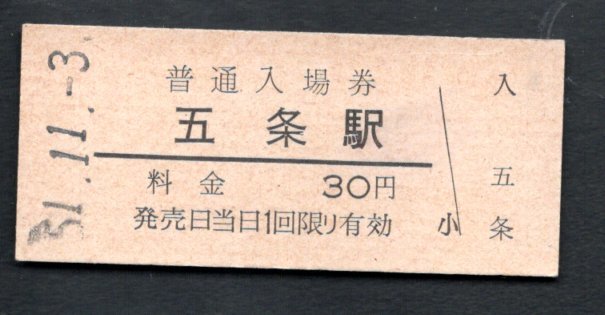 31.11.-3
普通入場券
五条駅
料金 30円
発売日当日1回限り有効
小
入
五条